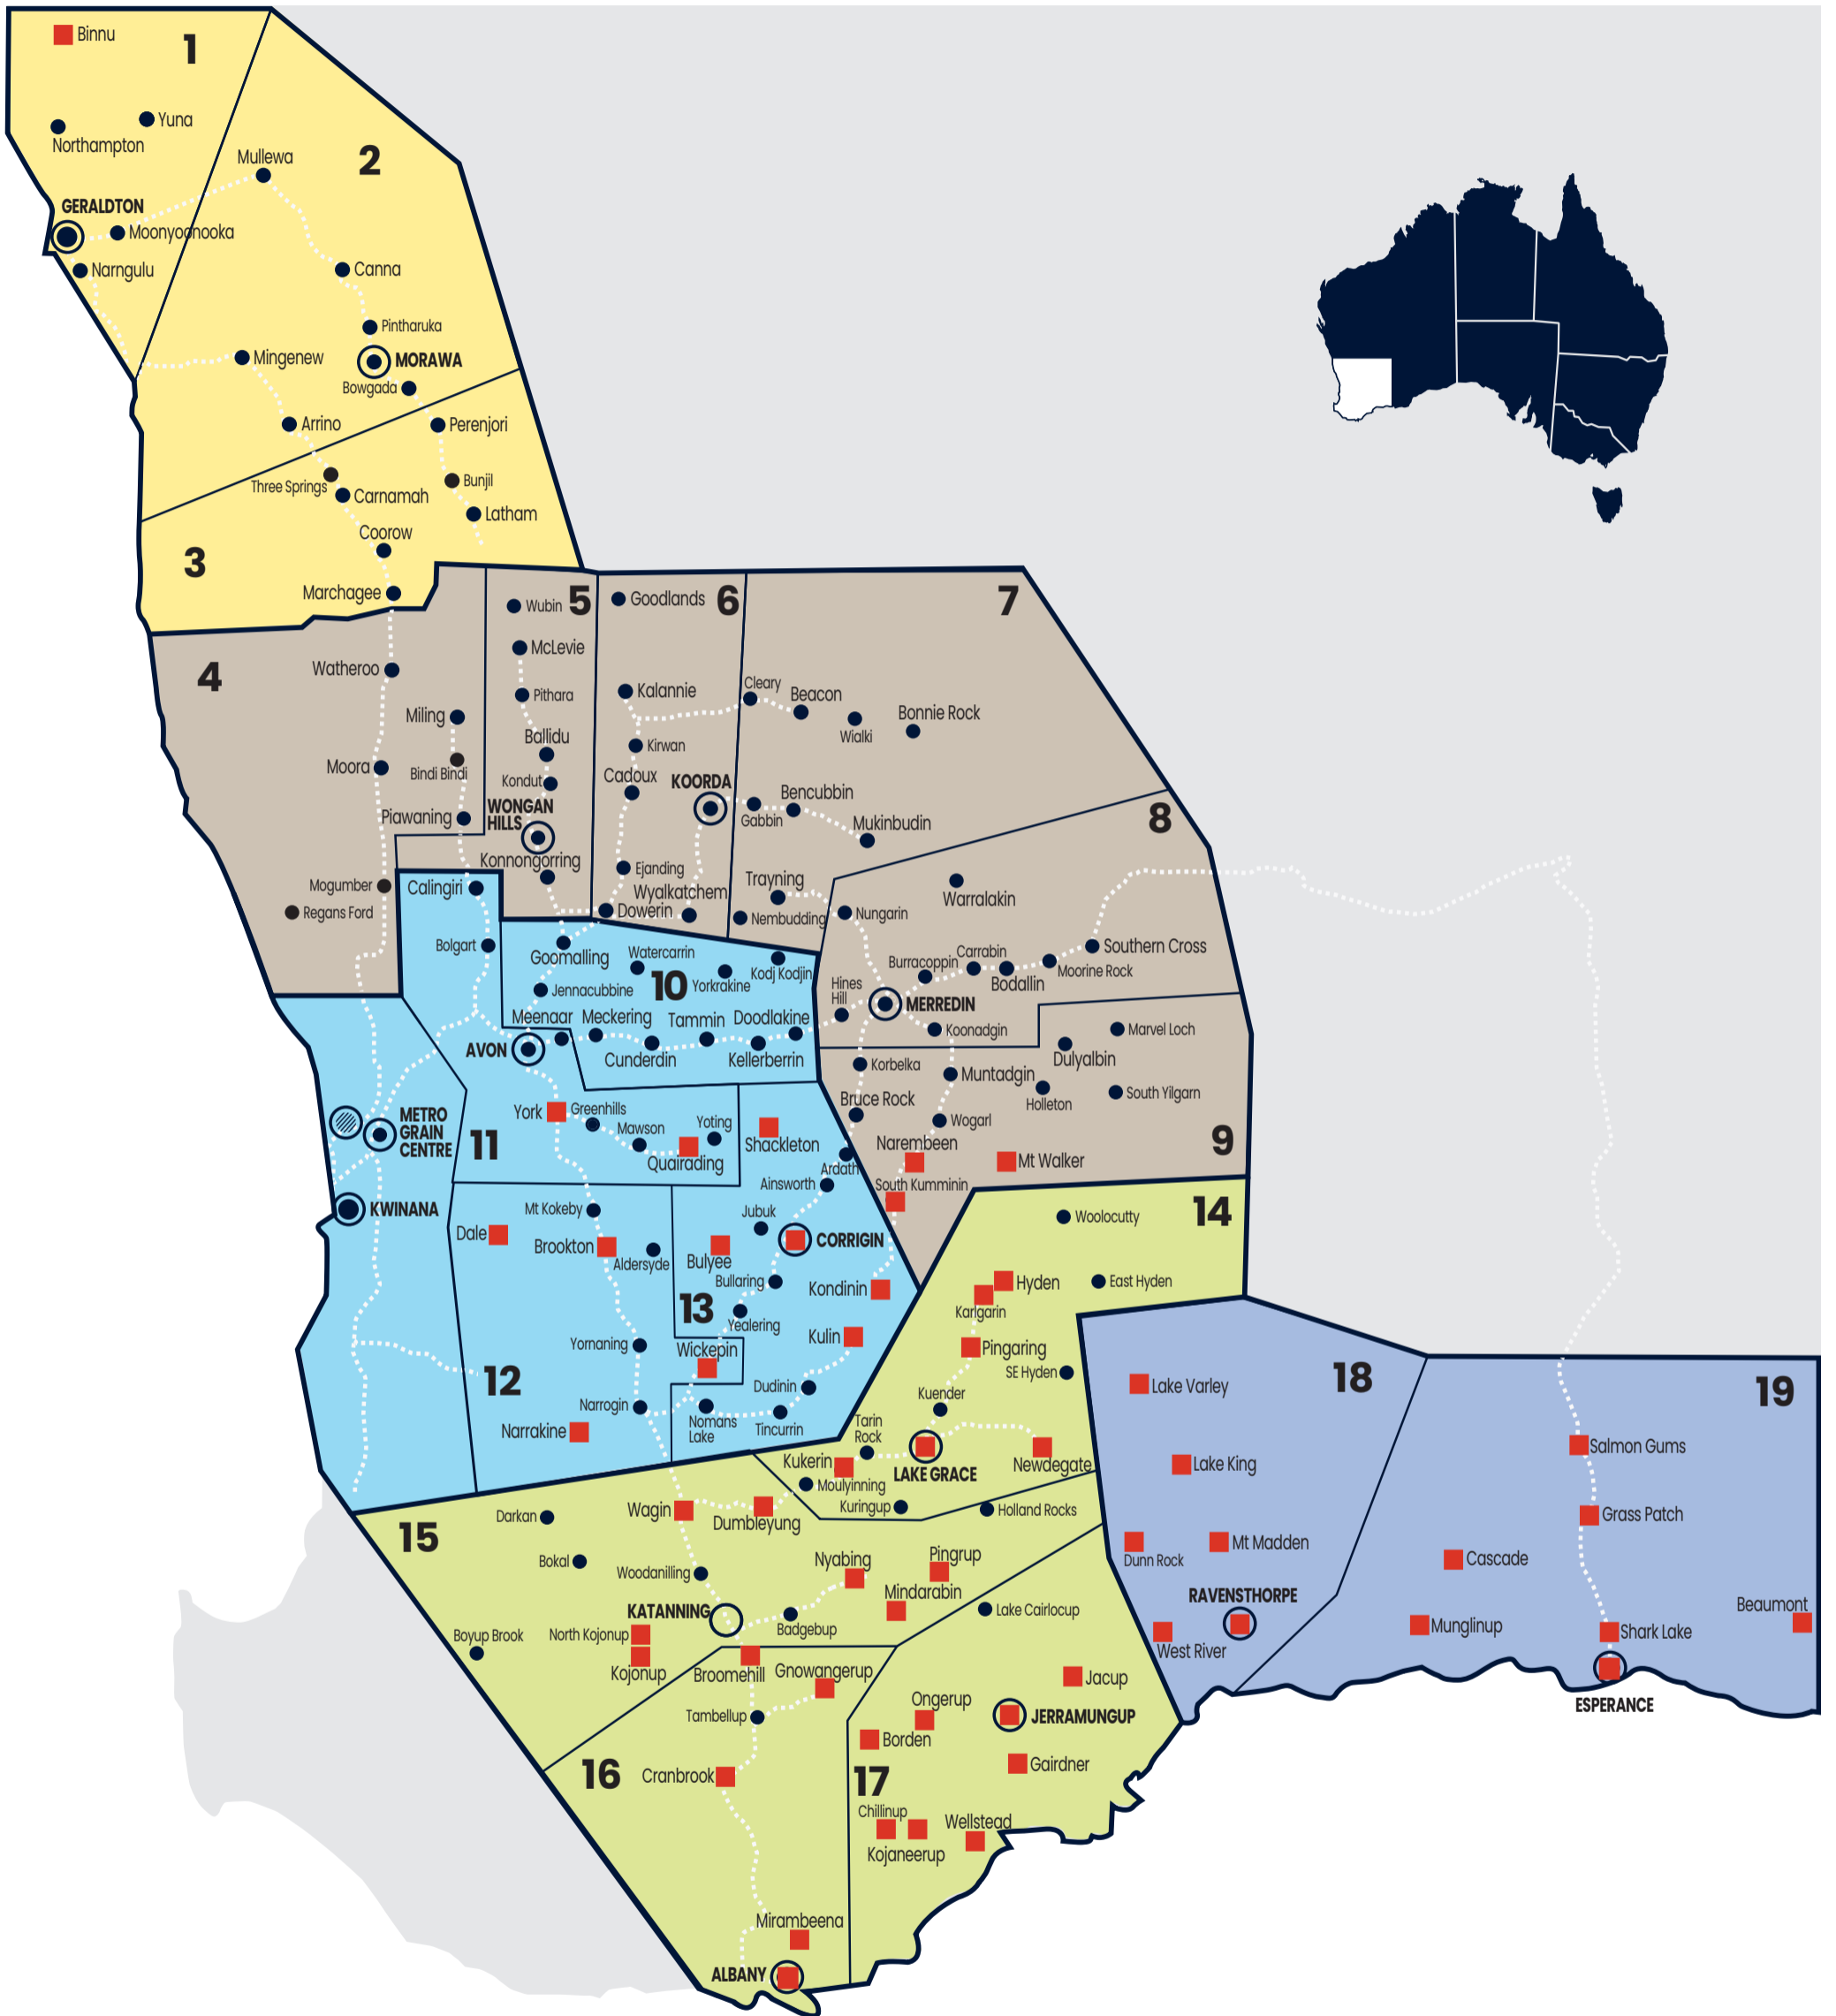 Binnu
1
Yuna
Northampton
Mullewa
2
GERALDTON
Moonyoonooka
Narngulu
Canna
Pintharuka
Mingenew
MORAWA
Bowgada
Arrino
Perenjori
Three Springs
Bunjil
Carnamah
Latham
Coorow
3
Marchagee
Wubin
5
Goodlands
6
7
McLevie
4
Watheroo
Pithara
Kalannie
Cleary
Beacon
Bonnie Rock
Miling
Wialki
Ballidu
Kirwan
Moora
Bindi Bindi
Kondut
Cadoux
KOORDA
Bencubbin
WONGAN
HILLS
Gabbin
Piawaning
Mukinbudin
8
Konnongorring
Ejanding
Trayning
Mogumber
Calingiri
Wyalkatchem
Warralakin
Regans Ford
Dowerin
Nembudding
Nungarin
Bolgart
Goomalling
Watercarrin
Kodj Kodjin
Carrabin
Southern Cross
Burracoppin
Moorine Rock
10
Yorkrakine
Hines
Hill
Bodallin
Jennacubbine
MERREDIN
Meenaar
Meckering
Tammin
Doodlakine
Koonadgin
Marvel Loch
AVON
Cunderdin
Kellerberrin
Dulyalbin
Korbelka
Muntadgin
Bruce Rock
Holleton
South Yilgarn
York
Greenhills
METRO
GRAIN
CENTRE
Mawson
Yoting
Wogarl
11
Shackleton
Narembeen
9
Quairading
Ardath
Mt Walker
Ainsworth
South Kumminin
KWINANA
Mt Kokeby
Jubuk
Woolocutty
14
Dale
Brookton
Aldersyde
Bulyee
CORRIGIN
Bullaring
Kondinin
Hyden
East Hyden
13
Yealering
Karlgarin
Yornaning
Wickepin
Kulin
Pingaring
12
SE Hyden
18
Dudinin
Lake Varley
19
Narrogin
Kuender
Nomans
Lake
Tincurrin
Tarin
Rock
Narrakine
Salmon Gums
Kukerin
LAKE GRACE
Newdegate
Lake King
Moulyinning
Darkan
Wagin
Dumbleyung
Kuringup
Holland Rocks
Grass Patch
15
Bokal
Woodanilling
Nyabing
Pingrup
Dunn Rock
Mt Madden
Cascade
Mindarabin
RAVENSTHORPE
KATANNING
Lake Cairlocup
Beaumont
Badgebup
Boyup Brook
North Kojonup
Munglinup
Shark Lake
West River
Kojonup
Broomehill
Gnowangerup
Jacup
Ongerup
ESPERANCE
Tambellup
JERRAMUNGUP
Borden
16
Cranbrook
17
Gairdner
Chillinup
Wellstead
Kojaneerup
Mirambeena
ALBANY